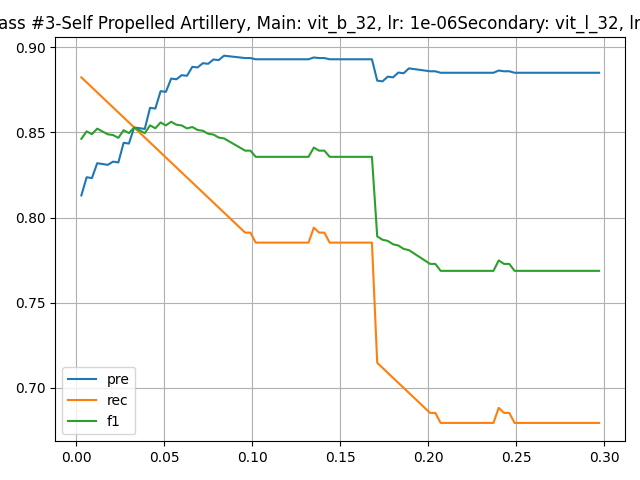 ass #3-Self Propelled Artillery, Main: vit_b_32, lr: 1e-06Secondary: vit_l_32, lr
0.90
0.85
0.80
0.75
0.70
pre
rec
f1
0.00 0.05 0.10 0.15 0.20 0.25 0.30